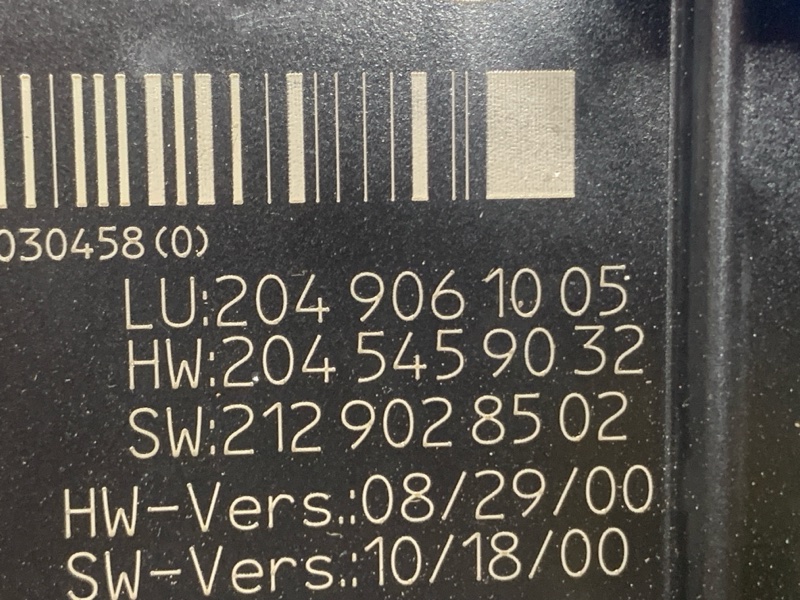 030458(0)
LU:204 906 10 05
HW:204 545 90 32
SW:212 902 85 02
HW-Vers.:08/29/00
SW-Vers.:10/18/00